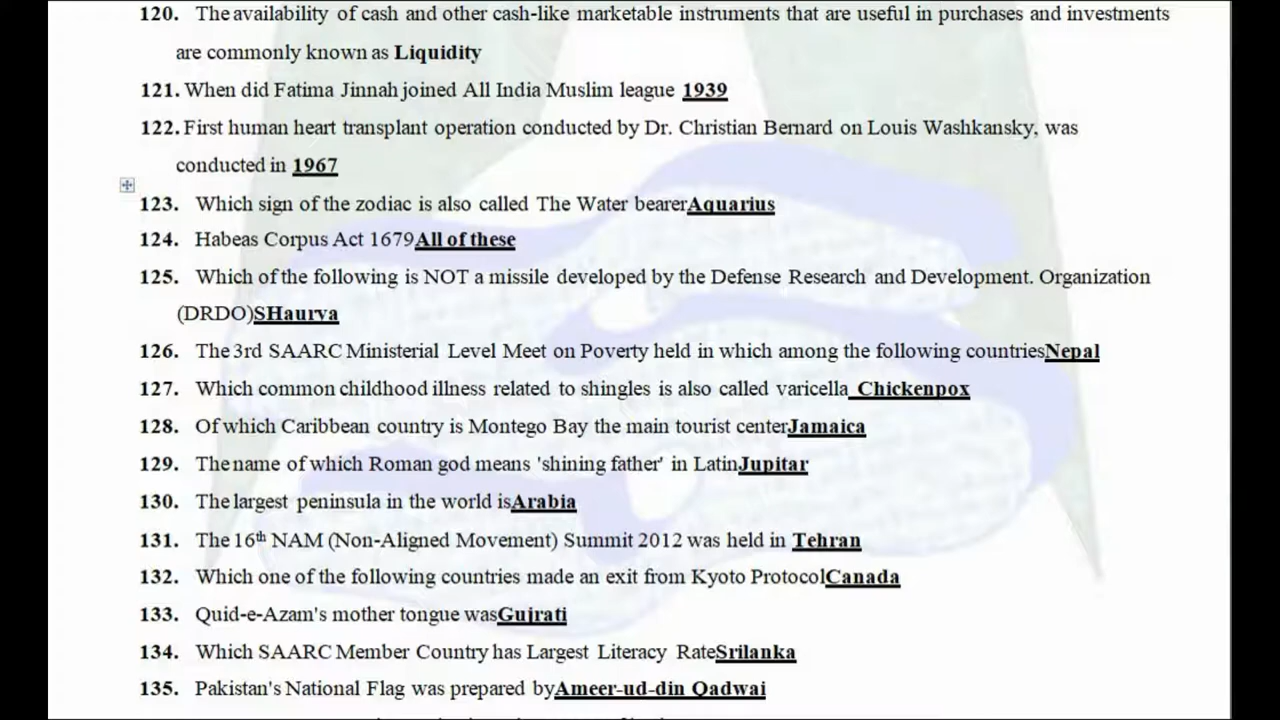 120. The availability of cash and other cash-like marketable instruments that are useful in purchases and investments
are commonly known as Liquidity
121. When did Fatima Jinnah joined All India Muslim league 1939
122. First human heart transplant operation conducted by Dr. Christian Bernard on Louis Washkansky, was
conducted in 1967
123. Which sign of the zodiac is also called The Water bearerAquarius
124. Habeas Corpus Act 1679All of these
125. Which of the following is NOT a missile developed by the Defense Research and Development. Organization
(DRDO)SHaurva
126. The 3rd SAARC Ministerial Level Meet on Poverty held in which among the following countriesNepal
127. Which common childhood illness related to shingles is also called varicella Chickenpox
128. Of which Caribbean country is Montego Bay the main tourist centerJamaica
129. The name of which Roman god means 'shining father' in LatinJupitar
130. The largest peninsula in the world isArabia
131. The 16th NAM (Non-Aligned Movement) Summit 2012 was held in Tehran
132. Which one of the following countries made an exit from Kyoto ProtocolCanada
133. Quid-e-Azam's mother tongue wasGujrati
134. Which SAARC Member Country has Largest Literacy RateSrilanka
135. Pakistan's National Flag was prepared byAmeer-ud-din Qadwai